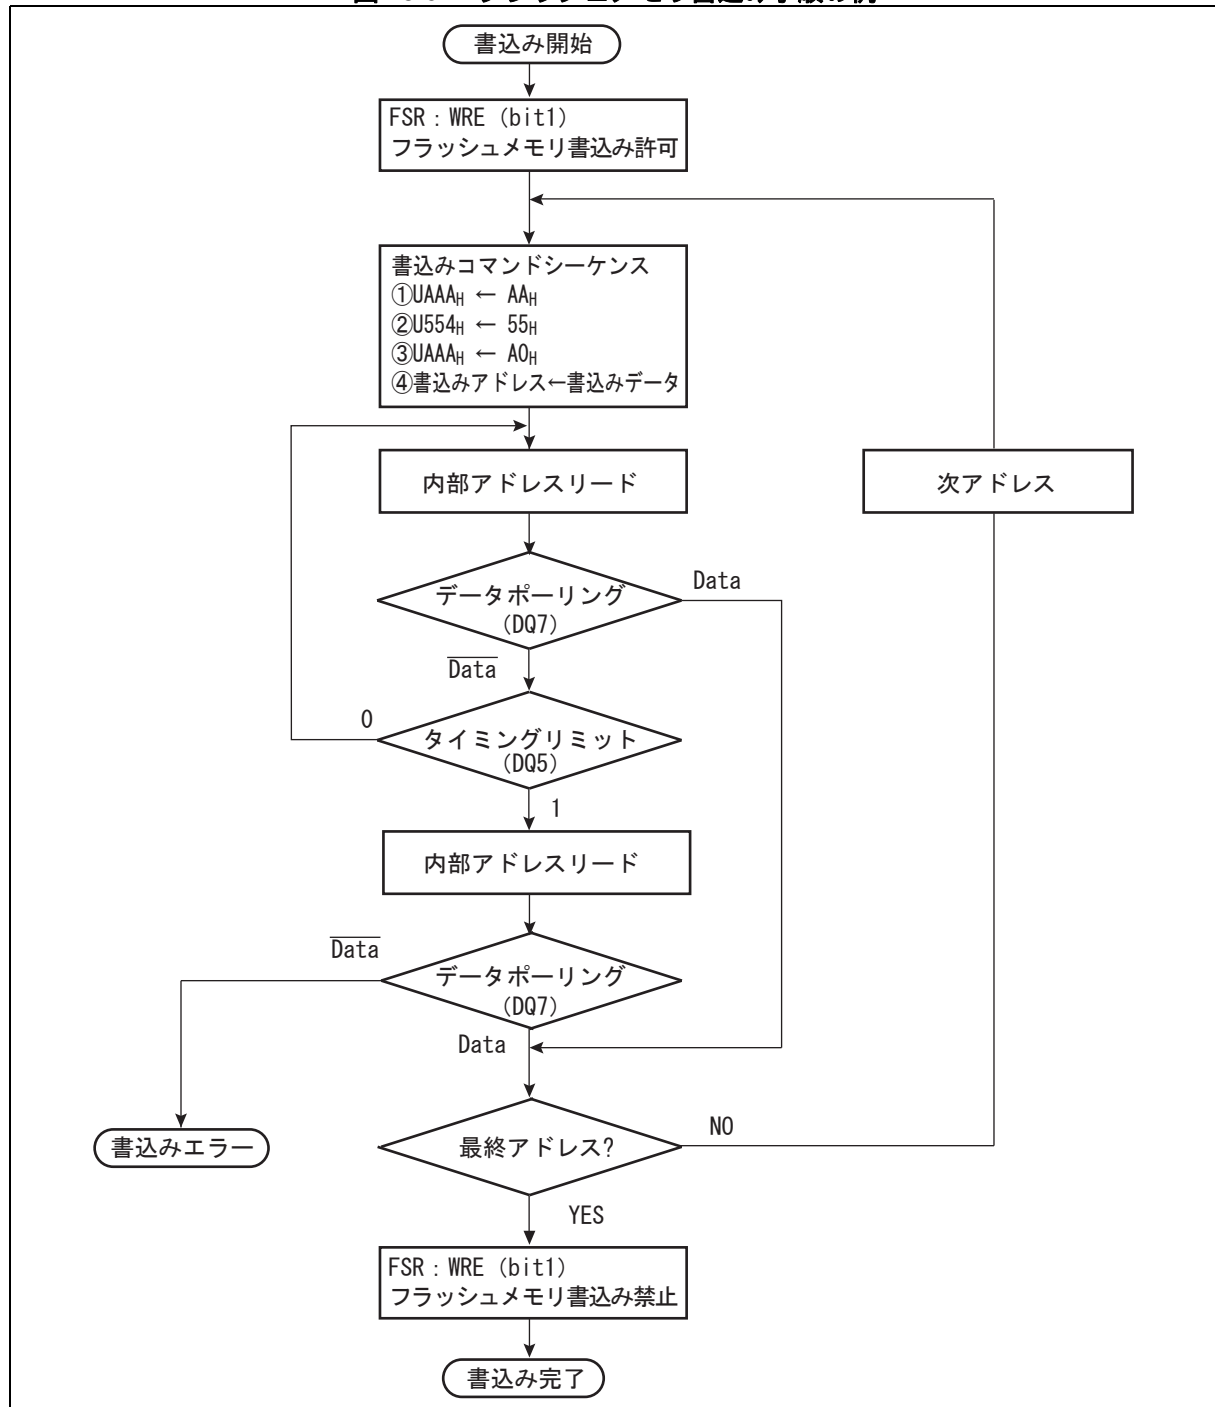 書込み開始
FSR : WRE (bit1)
フラッシュメモリ書込み許可
書込みコマンドシーケンス
①UAAAH ← AAH
②U554H ← 55H
③UAAAH ← A0H
④書込みアドレス←書込みデータ
内部アドレスリード
次アドレス
データポーリング
(DQ7)
Data
Data
タイミングリミット
(DQ5)
0
1
内部アドレスリード
データポーリング
(DQ7)
Data
Data
書込みエラー
最終アドレス?
NO
YES
FSR : WRE (bit1)
フラッシュメモリ書込み禁止
書込み完了